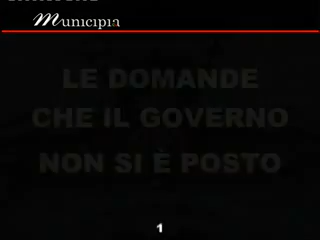 Municipia
LE DOMANDE
CHE IL GOVERNO
NON SI È POSTO
1